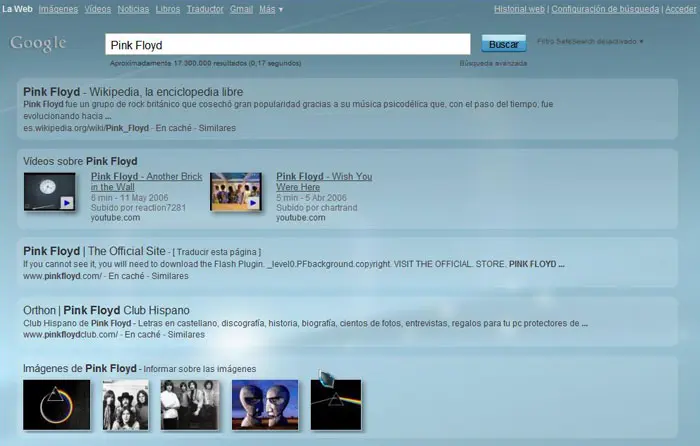 La Web Imágenes Vídeos Noticias Libros Traductor Gmail Más ▼
Historial web | Configuración de búsqueda | Acceder
Google
Pink Floyd
Buscar
Filtro SafeSearch desactivado ▼
Aproximadamente 17.300.000 resultados (0,17 segundos)
Búsqueda avanzada
Pink Floyd - Wikipedia, la enciclopedia libre
Pink Floyd fue un grupo de rock británico que cosechó gran popularidad gracias a su música psicodélica que, con el paso del tiempo, fue
evolucionando hacia ...
es.wikipedia.org/wiki/Pink_Floyd - En caché - Similares
Vídeos sobre Pink Floyd
Pink Floyd - Another Brick
in the Wall
6 min - 11 May 2006
Subido por reaction7281
youtube.com
Pink Floyd - Wish You
Were Here
5 min - 5 Abr 2006
Subido por chartrand
youtube.com
Pink Floyd | The Official Site - [ Traducir esta página ]
If you cannot see it, you will need to download the Flash Plugin. _level0.PFbackground.copyright. VISIT THE OFFICIAL. STORE. PINK FLOYD ...
www.pinkfloyd.com/ - En caché - Similares
Orthon | Pink Floyd Club Hispano
Club Hispano de Pink Floyd - Letras en castellano, discografía, historia, biografía, cientos de fotos, entrevistas, regalos para tu pc protectores de ...
www.pinkfloydclub.com/ - En caché - Similares
Imágenes de Pink Floyd - Informar sobre las imágenes